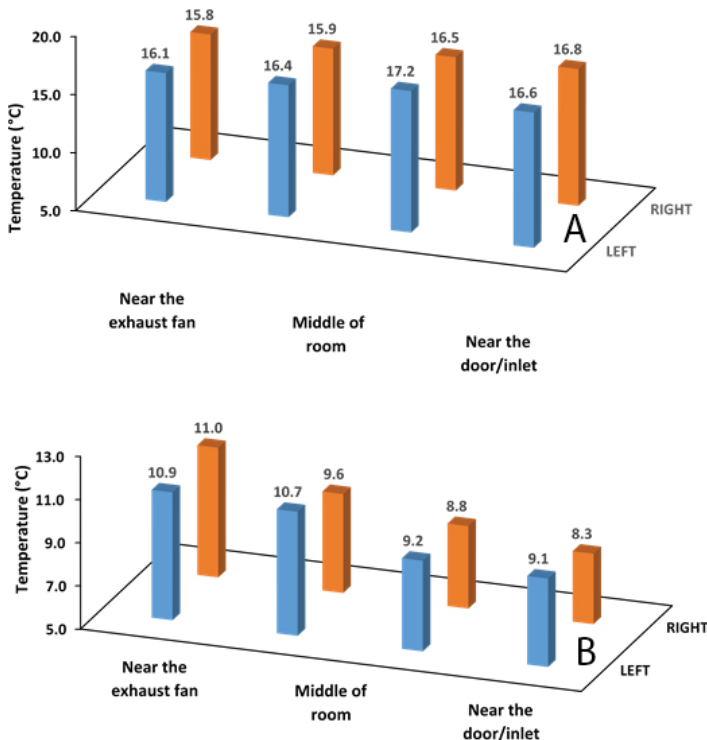 15.8
20.0
16.1
15.9
16.4
16.5
17.2
16.8
16.6
15.0
10.0
5.0
Temperature (°C)
RIGHT
A
LEFT
Near the
exhaust fan
Middle of
room
Near the
door/inlet
11.0
13.0
10.9
9.6
10.7
8.8
9.2
8.3
9.1
11.0
9.0
7.0
5.0
Temperature (°C)
RIGHT
B
LEFT
Near the
exhaust fan
Middle of
room
Near the
door/inlet